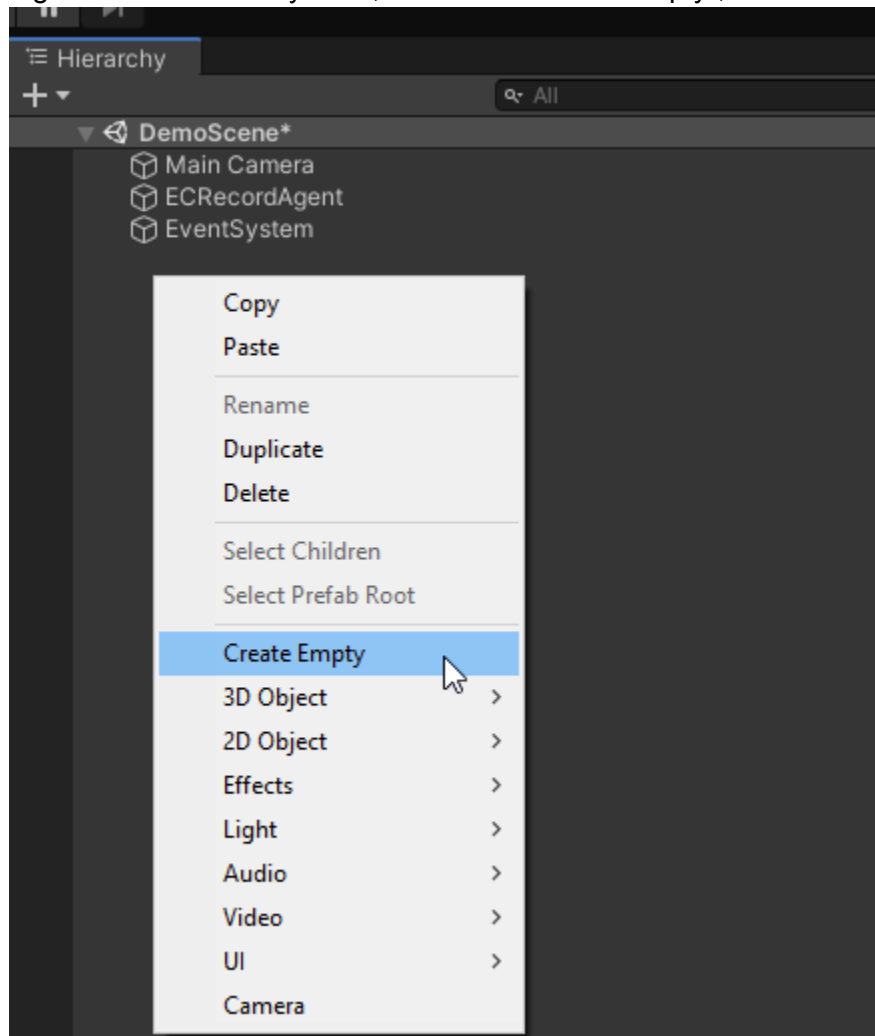 Hierarchy
All
DemoScene*
Main Camera
ECRecordAgent
EventSystem
Copy
Paste
Rename
Duplicate
Delete
Select Children
Select Prefab Root
Create Empty
3D Object
2D Object
Effects
Light
Audio
Video
UI
Camera